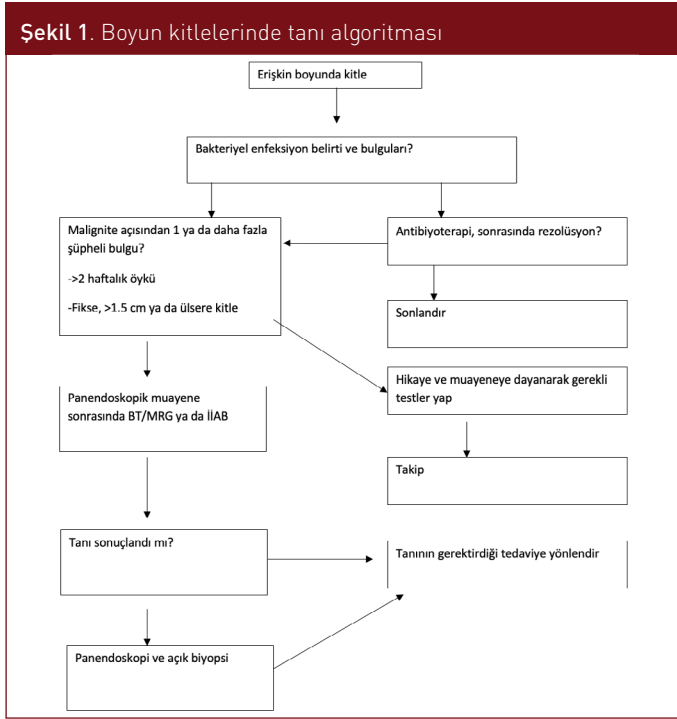 Şekil 1. Boyun kitlelerinde tanı algoritması
Erişkin boyunda kitle
Bakteriyel enfeksiyon belirti ve bulguları?
Malignite açısından 1 ya da daha fazla
şüpheli bulgu?
->2 haftalık öykü
-Fikse, >1.5 cm ya da ülsere kitle
Antibiyoterapi, sonrasında rezolüsyon?
Sonlandır
Hikaye ve muayeneye dayanarak gerekli
testler yap
Panendoskopik muayene
sonrasında BT/MRG ya da İİAB
Takip
Tanı sonuçlandı mı?
Tanının gerektirdiği tedaviye yönlendir
Panendoskopi ve açık biyopsi